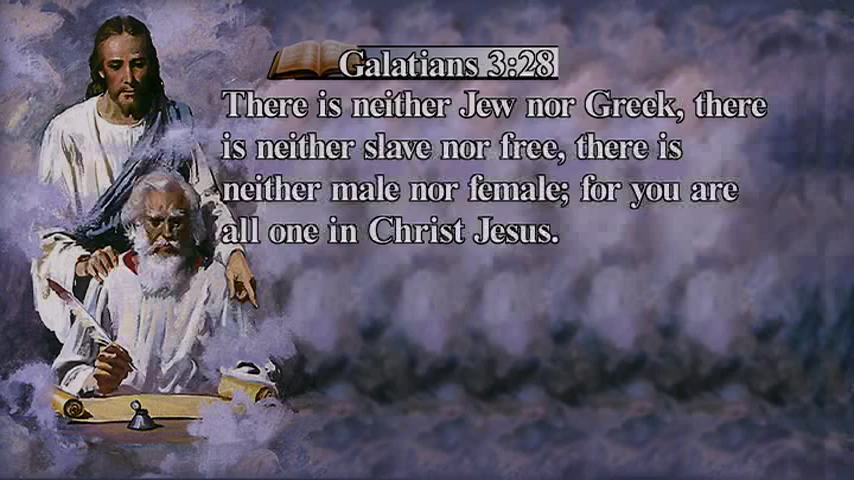 Galatians 3:28
There is neither Jew nor Greek, there
is neither slave nor free, there is
neither male nor female; for you are
all one in Christ Jesus.